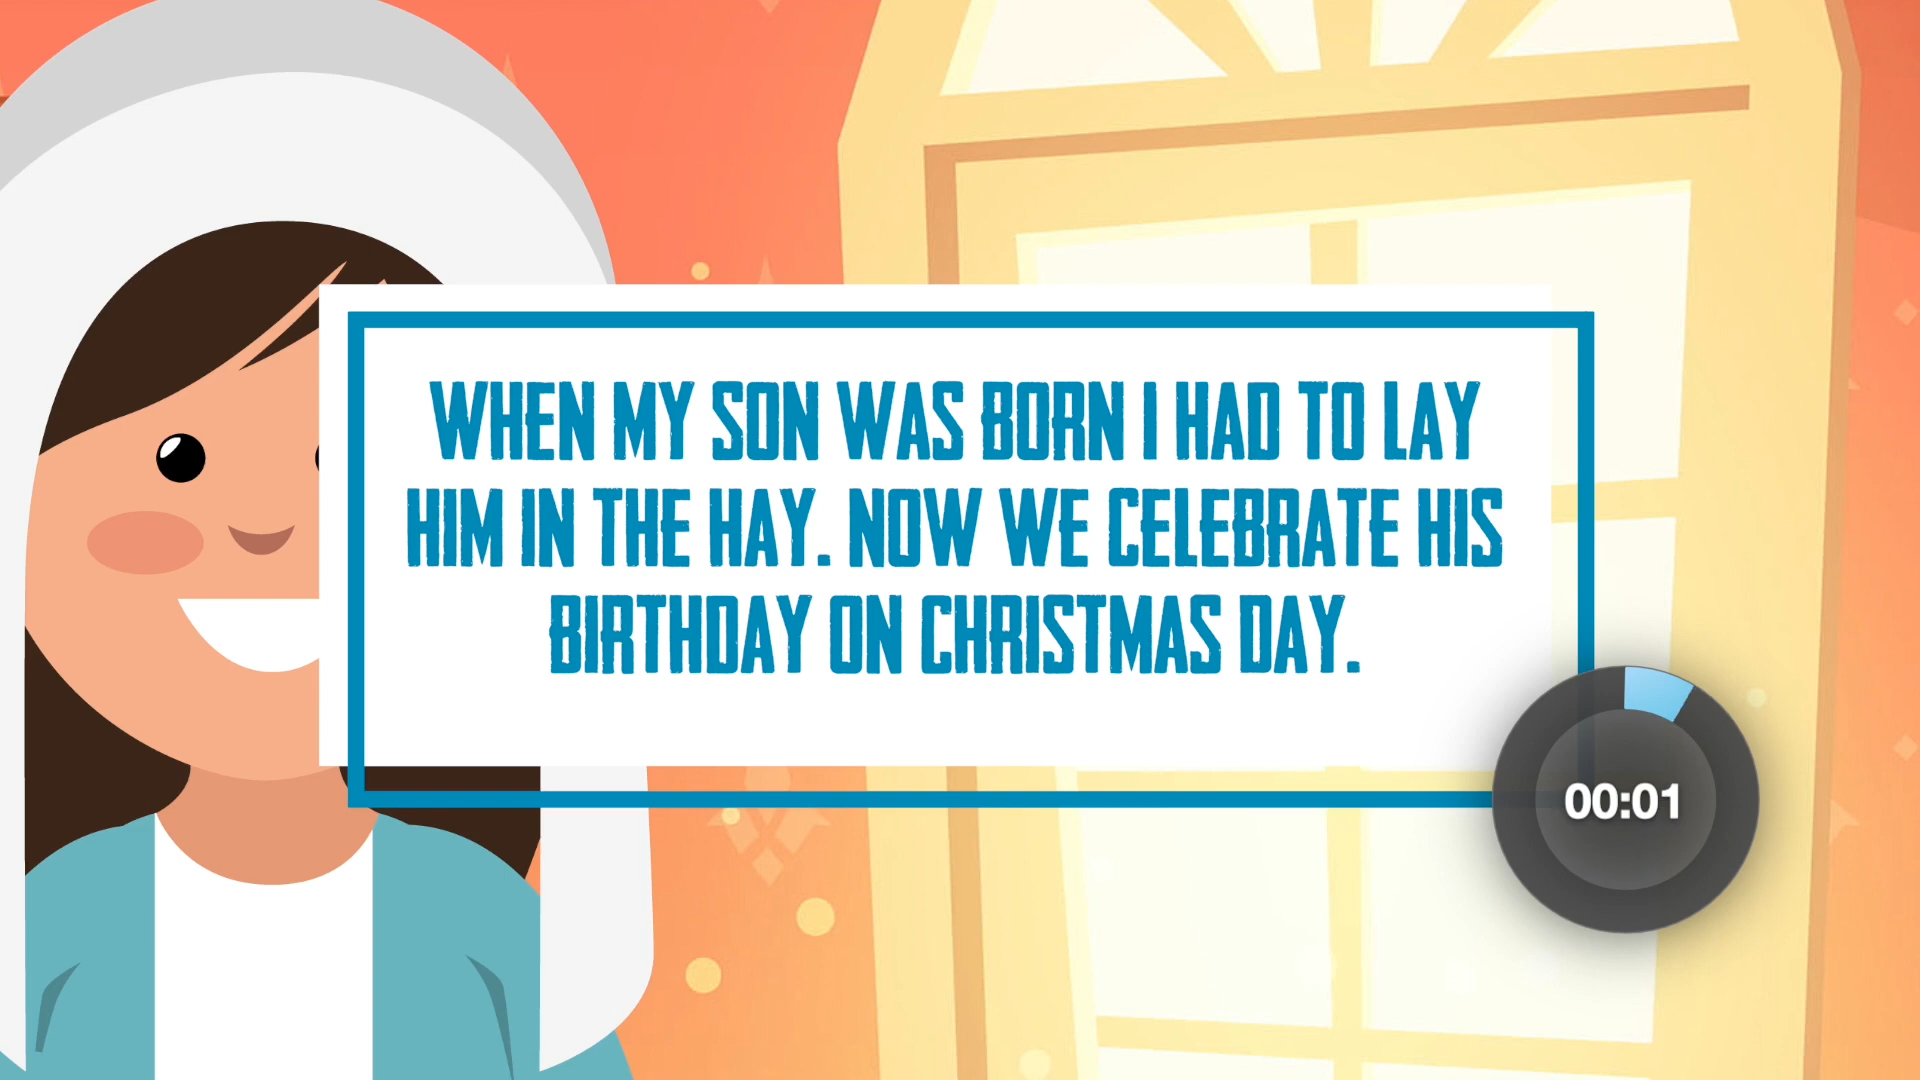 WHEN MY SON WAS BORN I HAD TO LAY
HIM IN THE HAY. NOW WE CELEBRATE HIS
BIRTHDAY ON CHRISTMAS DAY.
00:01